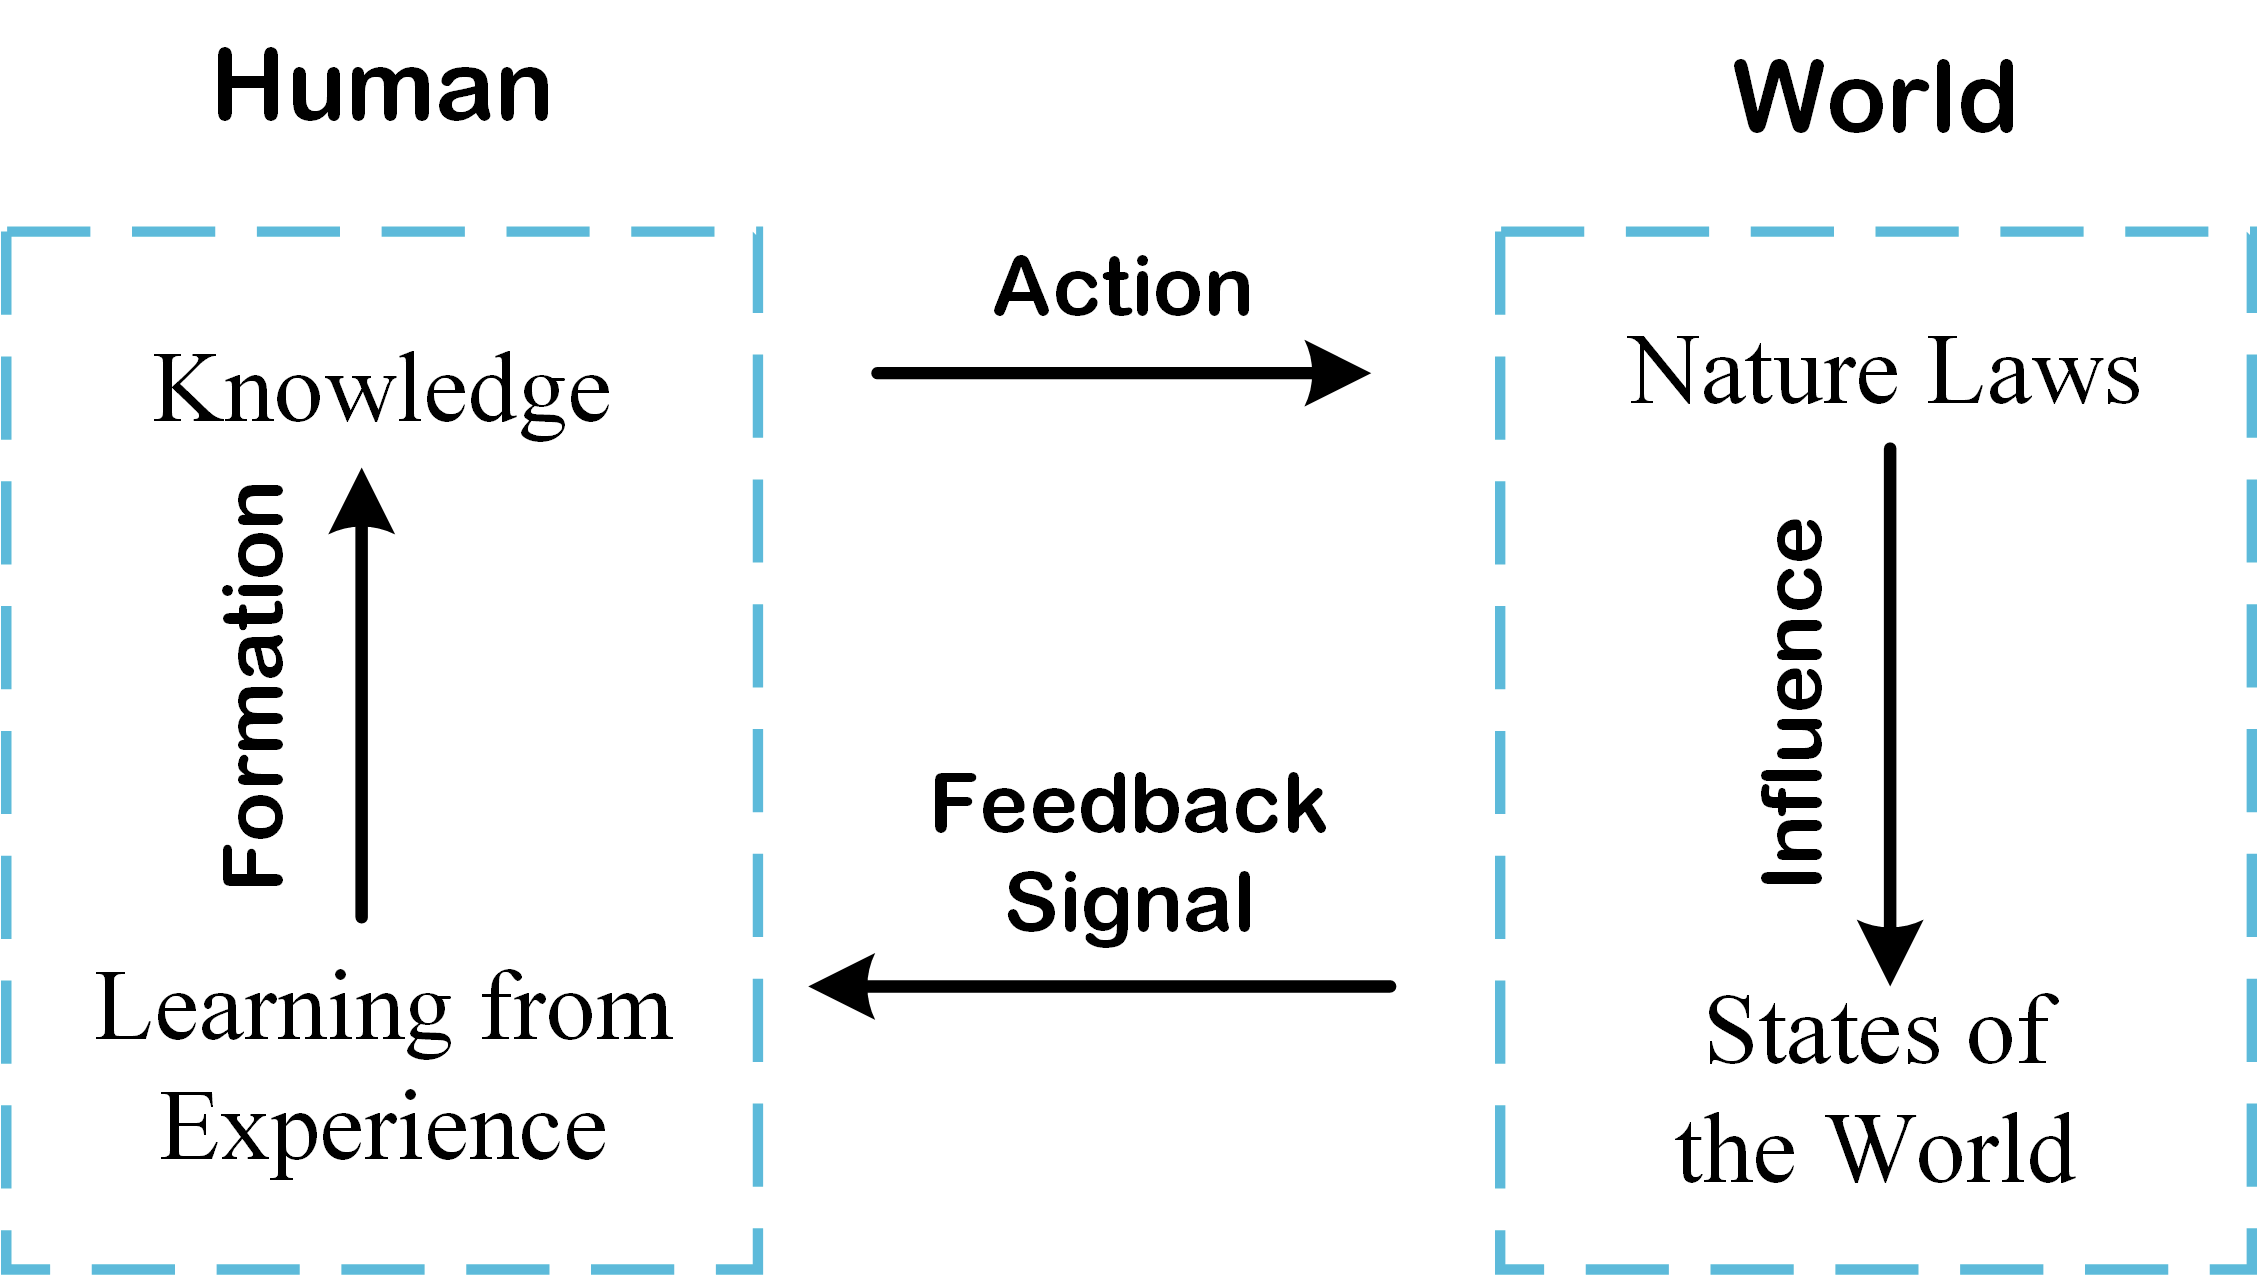 Human
World
Action
Knowledge
Nature Laws
Formation
Influence
Feedback
Signal
Learning from
Experience
States of
the World